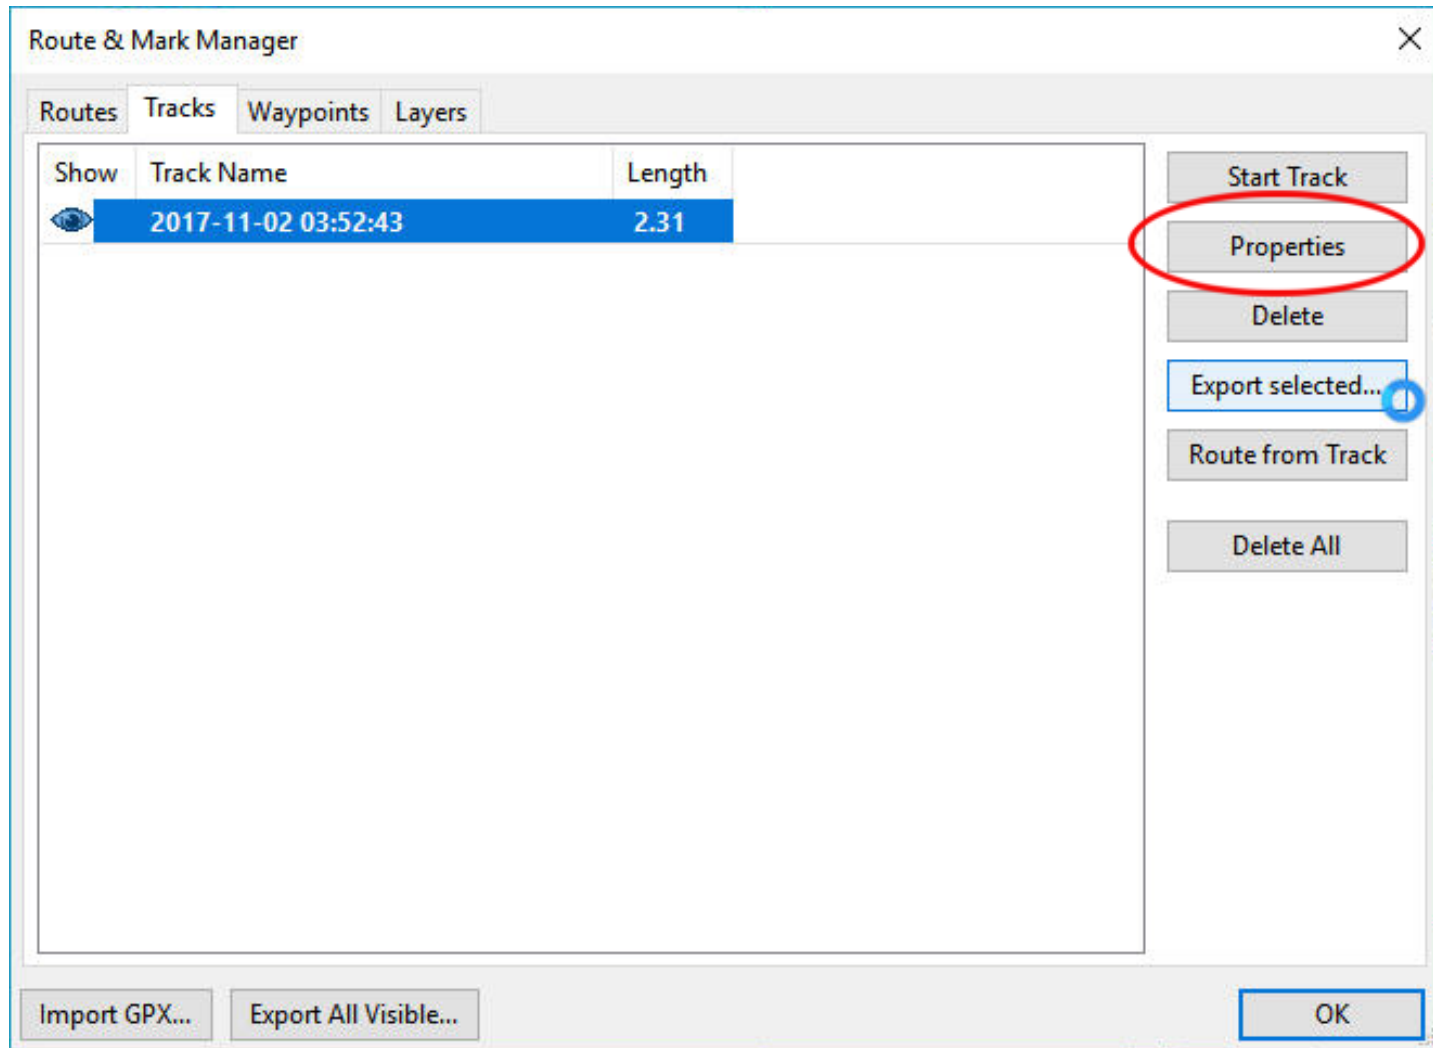 Route & Mark Manager
Routes Tracks Waypoints Layers
Show Track Name Length
2017-11-02 03:52:43 2.31
Start Track
Properties
Delete
Export selected...
Route from Track
Delete All
Import GPX... Export All Visible... OK